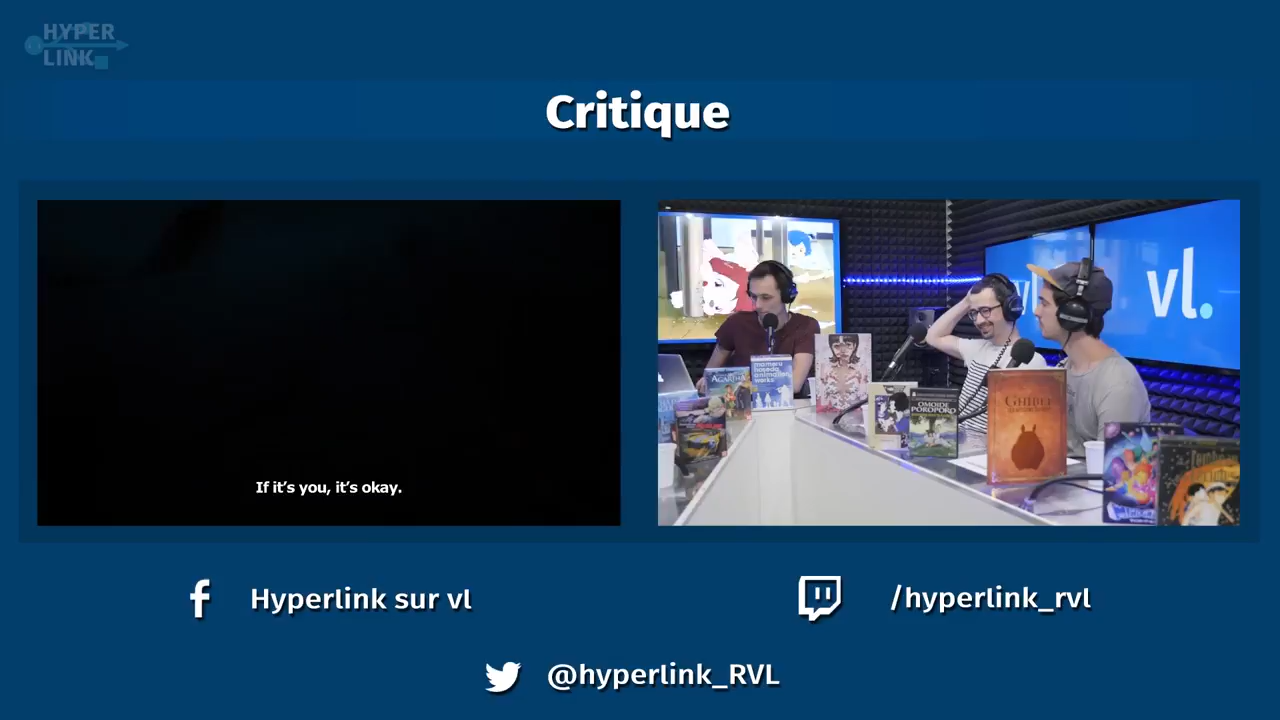 HYPER
LINK
Critique
If it's you, it's okay.
vl.
AGARTHA
mamoru
hosoda
animation
works
OMOIDE
POROPORO
GHIBLI
Hyperlink sur vl
/hyperlink_rvl
@hyperlink_RVL